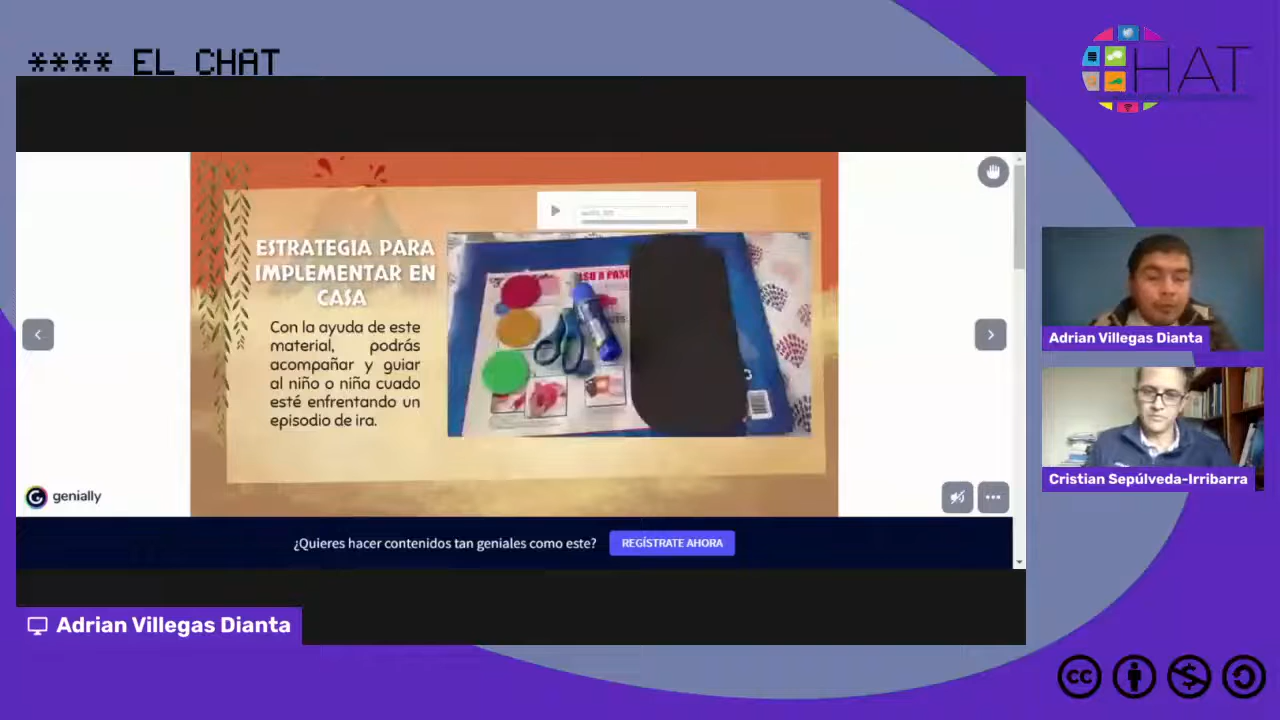 **** EL CHAT
HAT
ESTRATEGIA PARA
IMPLEMENTAR EN
CASA
Con la ayuda de este
material, podrás
acompañar y guiar
al niño o niña cuado
esté enfrentando un
episodio de ira.
genially
¿Quieres hacer contenidos tan geniales como este?
REGÍSTRATE AHORA
Adrian Villegas Dianta
Adrian Villegas Dianta
Cristian Sepúlveda-Irribarra
CC